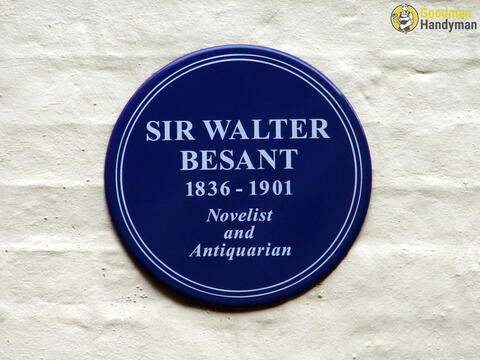 Goodman
Handyman
SIR WALTER
BESANT
1836 - 1901
Novelist
and
Antiquarian